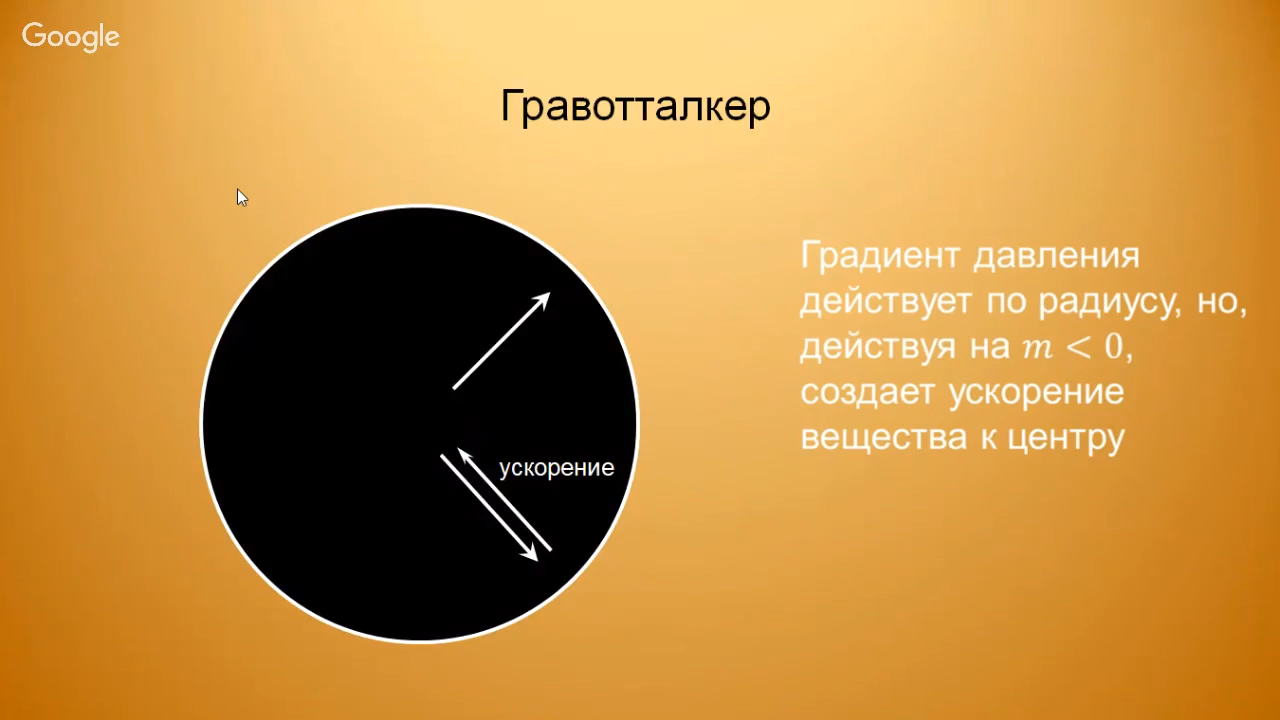 Google
Гравотталкер
Градиент давления
действует по радиусу, но,
действуя на m < 0,
создает ускорение
вещества к центру
ускорение